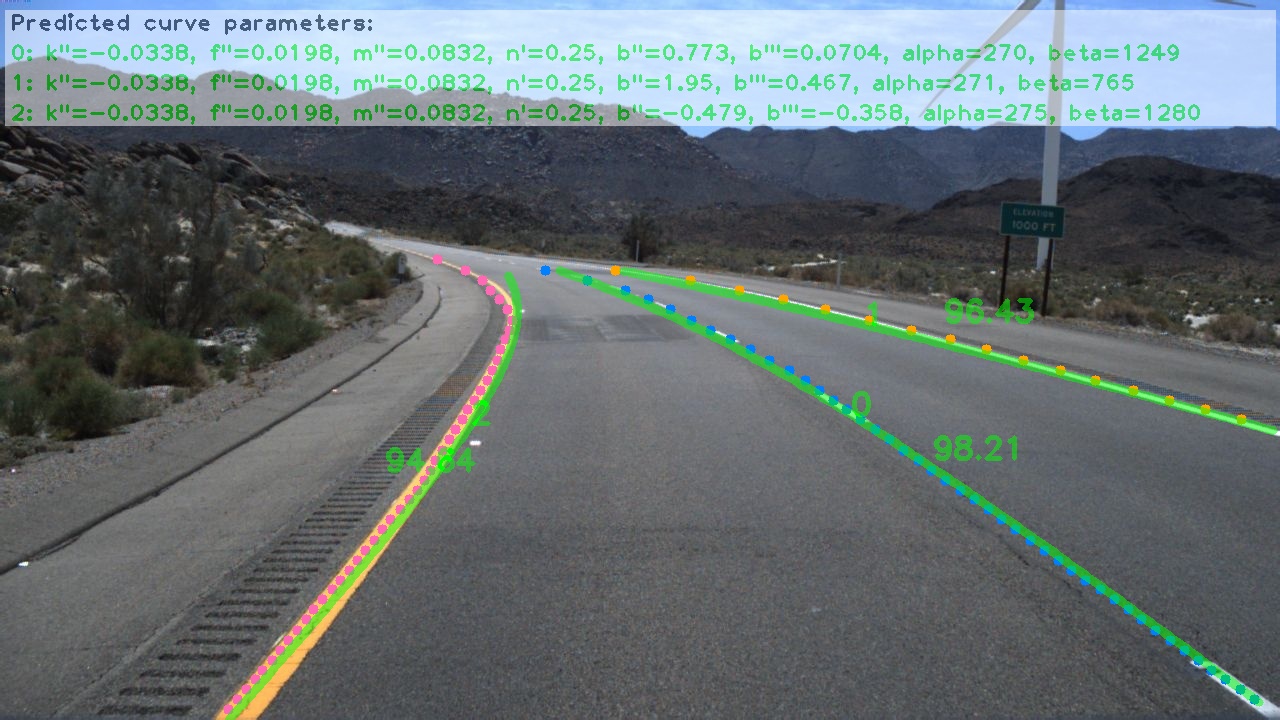 Predicted curve parameters:
0: k"=-0.0338, f"=0.0198, m"=0.0832, n'=0.25, b"=0.773, b'"=0.0704, alpha=270, beta=1249
1: k"=-0.0338, f"=0.0198, m"=0.0832, n'=0.25, b"=1.95, b'"=0.467, alpha=271, beta=765
2: k"=-0.0338, f"=0.0198, m"=0.0832, n'=0.25, b"=-0.479, b'"=-0.358, alpha=275, beta=1280
ELEVATION
1000 FT
1
98.43
0
2
98.21
94.84